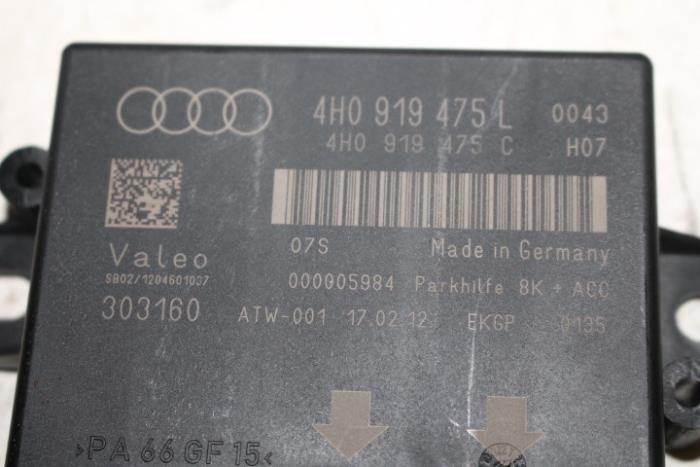 4H0 919 475 L 0043
4H0 919 475 C H07
Valeo 07S Made in Germany
SB02/1204601037
000005984 Parkhilfe 8K + ACC
303160 ATW-001 17.02.12 EKGP 0135
>PA 66 GF 15<